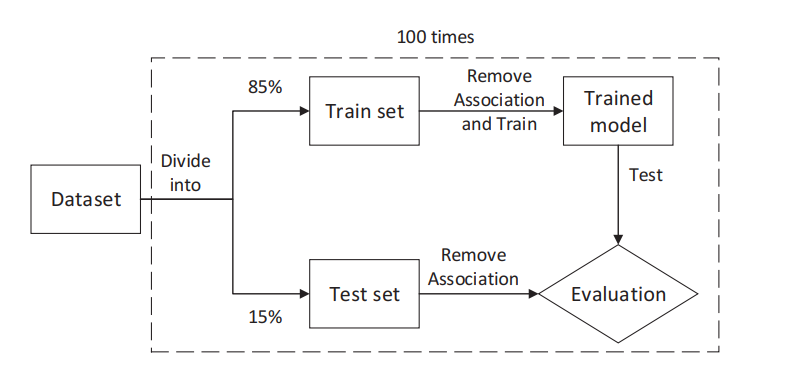 100 times
85%
Remove
Association
and Train
Train set
Trained
model
Divide
into
Test
Dataset
Remove
Association
Test set
Evaluation
15%